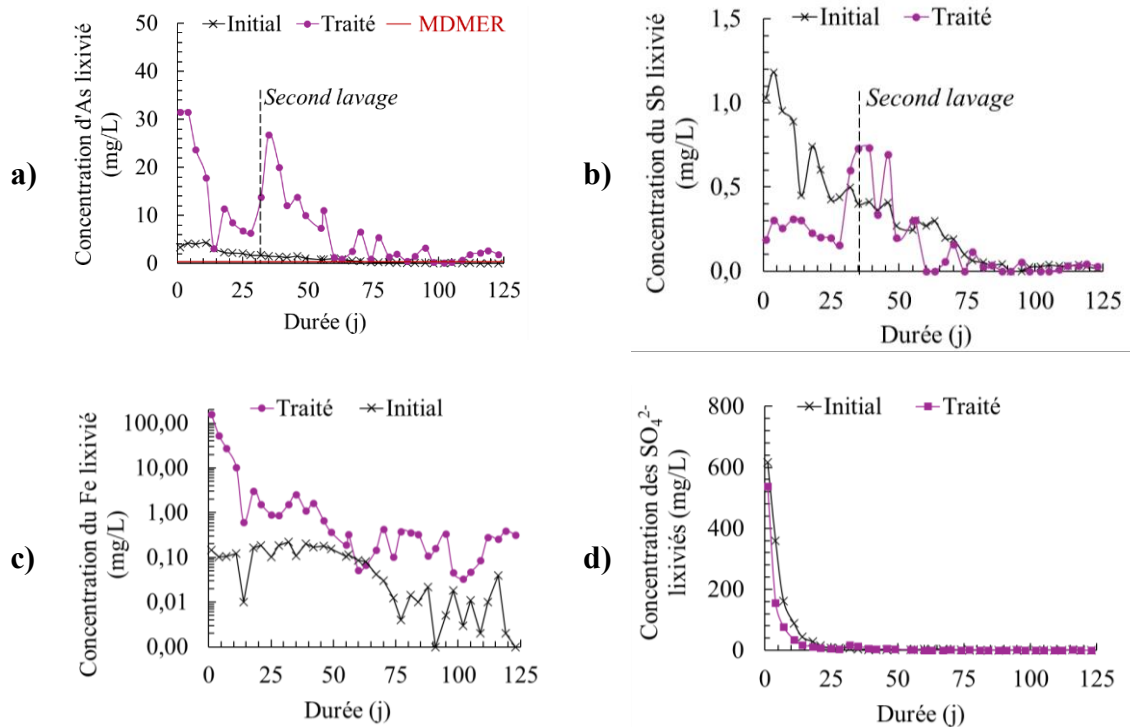 a)
Initial Traité MDMER
Concentration d'As lixivié
(mg/L)
50
40
30
20
10
0
Second lavage
0 25 50 75 100 125
Durée (j)
b)
Initial Traité
Concentration du Sb lixivié
(mg/L)
1,5
1,0
0,5
0,0
Second lavage
0 25 50 75 100 125
Durée (j)
c)
Traité Initial
Concentration du Fe lixivié
(mg/L)
100,00
10,00
1,00
0,10
0,01
0,00
0 25 50 75 100 125
Durée (j)
d)
Initial Traité
Concentration des SO₄²⁻
lixiviés (mg/L)
800
600
400
200
0
0 25 50 75 100 125
Durée (j)